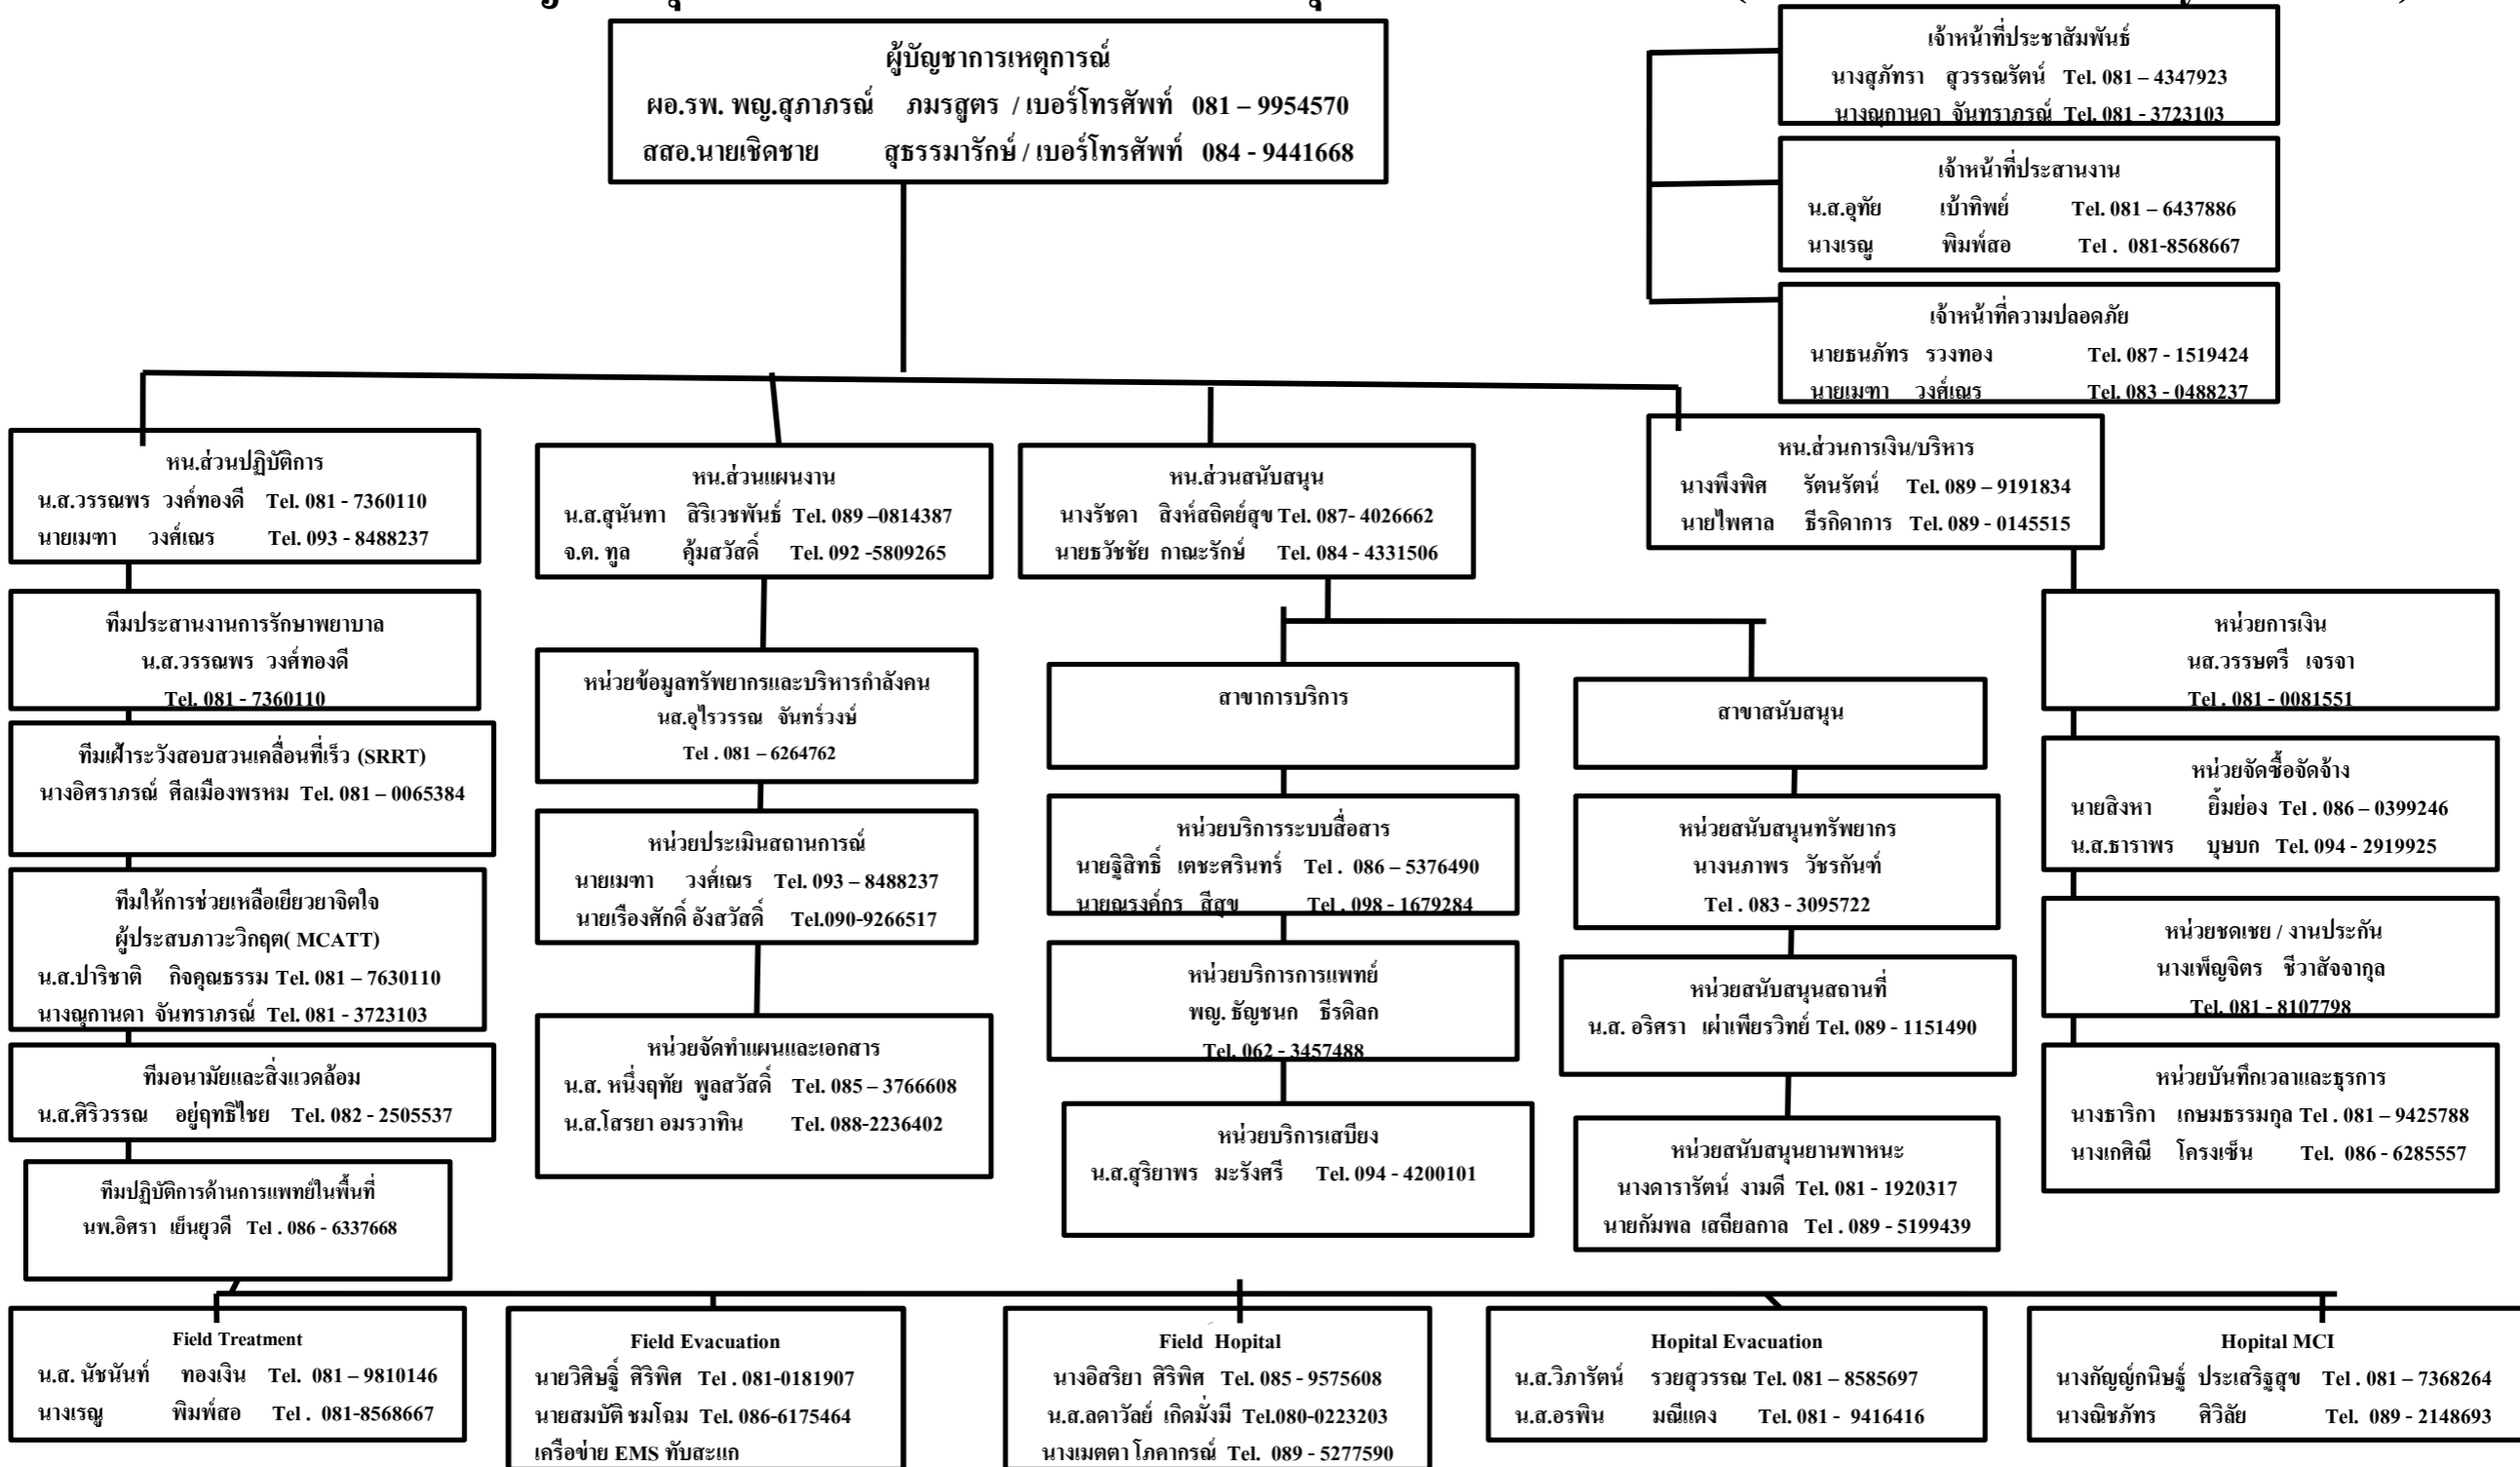 ผู้บัญชาการเหตุการณ์
ผอ.รพ. พญ.สุภาภรณ์ ภมรสูตร / เบอร์โทรศัพท์ 081 – 9954570
สสอ.นายเชิดชาย สุธรรมารักษ์ / เบอร์โทรศัพท์ 084 - 9441668
เจ้าหน้าที่ประชาสัมพันธ์
นางสุภัทรา สุวรรณรัตน์ Tel. 081 – 4347923
นางณุกานดา จันทราภรณ์ Tel. 081 - 3723103
เจ้าหน้าที่ประสานงาน
น.ส.อุทัย เบ้าทิพย์ Tel. 081 – 6437886
นางเรณู พิมพ์สอ Tel . 081-8568667
เจ้าหน้าที่ความปลอดภัย
นายธนภัทร รวงทอง Tel. 087 - 1519424
นายเมฑา วงศ์เณร Tel. 083 - 0488237
หน.ส่วนปฏิบัติการ
น.ส.วรรณพร วงค์ทองดี Tel. 081 - 7360110
นายเมฑา วงศ์เณร Tel. 093 - 8488237
ทีมประสานงานการรักษาพยาบาล
น.ส.วรรณพร วงศ์ทองดี
Tel. 081 - 7360110
ทีมเฝ้าระวังสอบสวนเคลื่อนที่เร็ว (SRRT)
นางอิศราภรณ์ ศีลเมืองพรหม Tel. 081 – 0065384
ทีมให้การช่วยเหลือเยียวยาจิตใจ
ผู้ประสบภาวะวิกฤต( MCATT)
น.ส.ปาริชาติ กิจคุณธรรม Tel. 081 – 7630110
นางณุกานดา จันทราภรณ์ Tel. 081 - 3723103
ทีมอนามัยและสิ่งแวดล้อม
น.ส.ศิริวรรณ อยู่ฤทธิไชย Tel. 082 - 2505537
ทีมปฏิบัติการด้านการแพทย์ในพื้นที่
นพ.อิศรา เย็นยุวดี Tel . 086 - 6337668
หน.ส่วนแผนงาน
น.ส.สุนันทา สิริเวชพันธ์ Tel. 089 –0814387
จ.ต. ทูล คุ้มสวัสดิ์ Tel. 092 -5809265
หน่วยข้อมูลทรัพยากรและบริหารกำลังคน
นส.อุไรวรรณ จันทร์วงษ์
Tel . 081 – 6264762
หน่วยประเมินสถานการณ์
นายเมฑา วงศ์เณร Tel. 093 – 8488237
นายเรืองศักดิ์ อังสวัสดิ์ Tel.090-9266517
หน่วยจัดทำแผนและเอกสาร
น.ส. หนึ่งฤทัย พูลสวัสดิ์ Tel. 085 – 3766608
น.ส.โสรยา อมรวาทิน Tel. 088-2236402
หน.ส่วนสนับสนุน
นางรัชดา สิงห์สถิตย์สุข Tel. 087- 4026662
นายธวัชชัย กาณะรักษ์ Tel. 084 - 4331506
สาขาการบริการ
หน่วยบริการระบบสื่อสาร
นายฐิสิทธิ์ เตชะศรินทร์ Tel . 086 – 5376490
นายณรงค์กร สีสุข Tel . 098 - 1679284
หน่วยบริการการแพทย์
พญ. ธัญชนก ธีรดิลก
Tel. 062 - 3457488
หน่วยบริการเสบียง
น.ส.สุริยาพร มะรังศรี Tel. 094 - 4200101
สาขาสนับสนุน
หน่วยสนับสนุนทรัพยากร
นางนภาพร วัชรกันฑ์
Tel . 083 - 3095722
หน่วยสนับสนุนสถานที่
น.ส. อริศรา เผ่าเพียรวิทย์ Tel. 089 - 1151490
หน่วยสนับสนุนยานพาหนะ
นางดารารัตน์ งามดี Tel. 081 - 1920317
นายกัมพล เสถียลกาล Tel . 089 - 5199439
หน.ส่วนการเงิน/บริหาร
นางพึงพิศ รัตนรัตน์ Tel. 089 – 9191834
นายไพศาล ธีรกิดาการ Tel. 089 - 0145515
หน่วยการเงิน
นส.วรรษตรี เจรจา
Tel . 081 - 0081551
หน่วยจัดซื้อจัดจ้าง
นายสิงหา ยิ้มย่อง Tel . 086 – 0399246
น.ส.ธาราพร บุษบก Tel. 094 - 2919925
หน่วยชดเชย / งานประกัน
นางเพ็ญจิตร ชีวาสัจจากุล
Tel. 081 - 8107798
หน่วยบันทึกเวลาและธุรการ
นางธาริกา เกษมธรรมกุล Tel . 081 – 9425788
นางเกศิณี โครงเซ็น Tel. 086 - 6285557
Field Treatment
น.ส. นัชนันท์ ทองเงิน Tel. 081 – 9810146
นางเรณู พิมพ์สอ Tel . 081-8568667
Field Evacuation
นายวิศิษฐิ์ ศิริพิศ Tel . 081-0181907
นายสมบัติ ชมโฉม Tel. 086-6175464
เครือข่าย EMS ทับสะแก
Field Hopital
นางอิสริยา ศิริพิศ Tel. 085 - 9575608
น.ส.ลดาวัลย์ เกิดมั่งมี Tel.080-0223203
นางเมตตา โภคากรณ์ Tel. 089 - 5277590
Hopital Evacuation
น.ส.วิภารัตน์ รวยสุวรรณ Tel. 081 – 8585697
น.ส.อรพิน มณีแดง Tel. 081 - 9416416
Hopital MCI
นางกัญญ์กนิษฐ์ ประเสริฐสุข Tel . 081 – 7368264
นางณิชภัทร ศิวิลัย Tel. 089 - 2148693